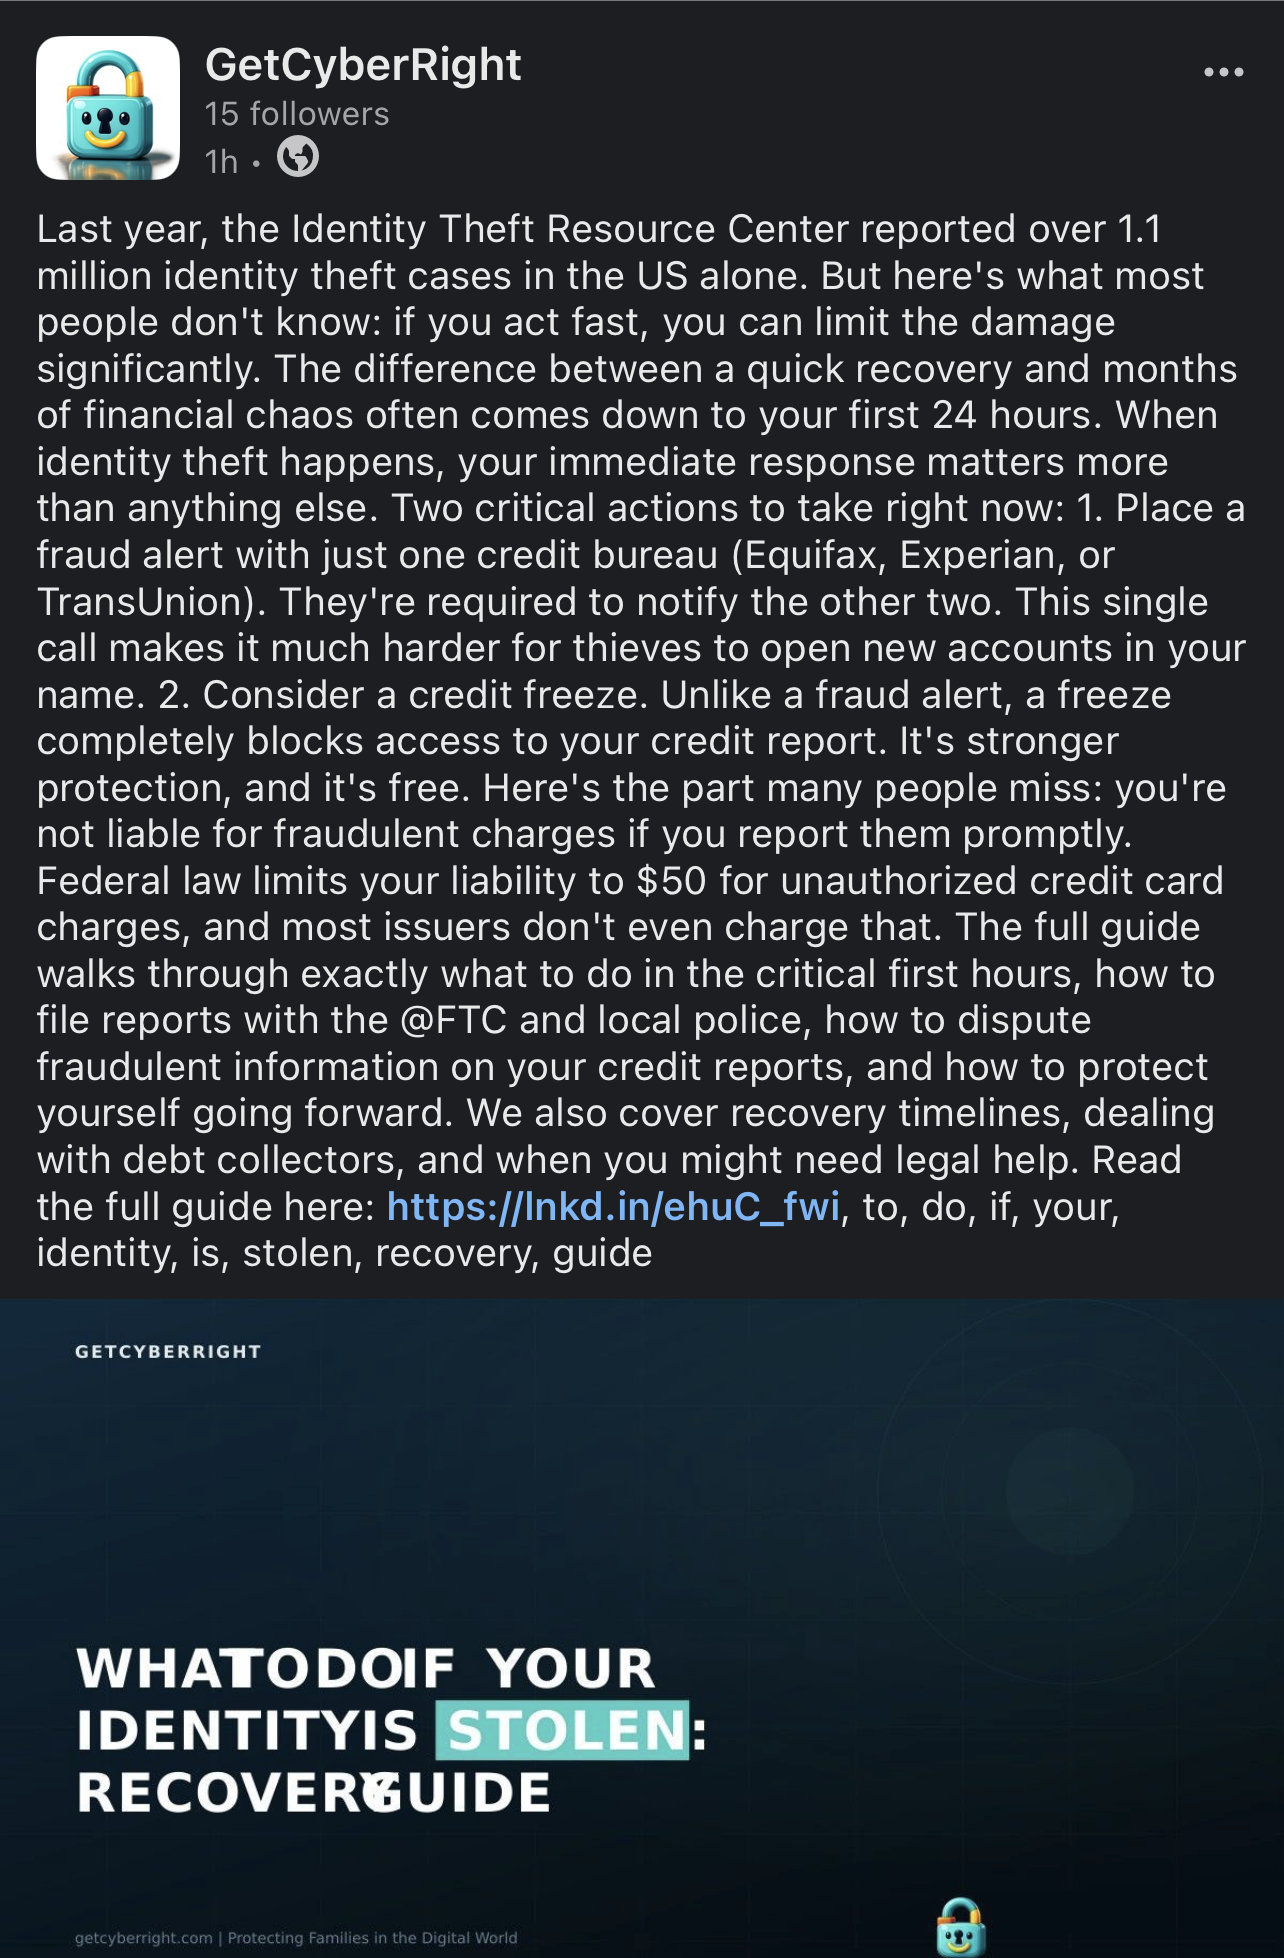 GetCyberRight
15 followers
1h •
Last year, the Identity Theft Resource Center reported over 1.1
million identity theft cases in the US alone. But here's what most
people don't know: if you act fast, you can limit the damage
significantly. The difference between a quick recovery and months
of financial chaos often comes down to your first 24 hours. When
identity theft happens, your immediate response matters more
than anything else. Two critical actions to take right now: 1. Place a
fraud alert with just one credit bureau (Equifax, Experian, or
TransUnion). They're required to notify the other two. This single
call makes it much harder for thieves to open new accounts in your
name. 2. Consider a credit freeze. Unlike a fraud alert, a freeze
completely blocks access to your credit report. It's stronger
protection, and it's free. Here's the part many people miss: you're
not liable for fraudulent charges if you report them promptly.
Federal law limits your liability to $50 for unauthorized credit card
charges, and most issuers don't even charge that. The full guide
walks through exactly what to do in the critical first hours, how to
file reports with the @FTC and local police, how to dispute
fraudulent information on your credit reports, and how to protect
yourself going forward. We also cover recovery timelines, dealing
with debt collectors, and when you might need legal help. Read
the full guide here: https://lnkd.in/ehuC_fwi, to, do, if, your,
identity, is, stolen, recovery, guide
GETCYBERRIGHT
WHAT TO DO IF YOUR
IDENTITY IS STOLEN:
RECOVERY GUIDE
getcyberright.com | Protecting Families in the Digital World